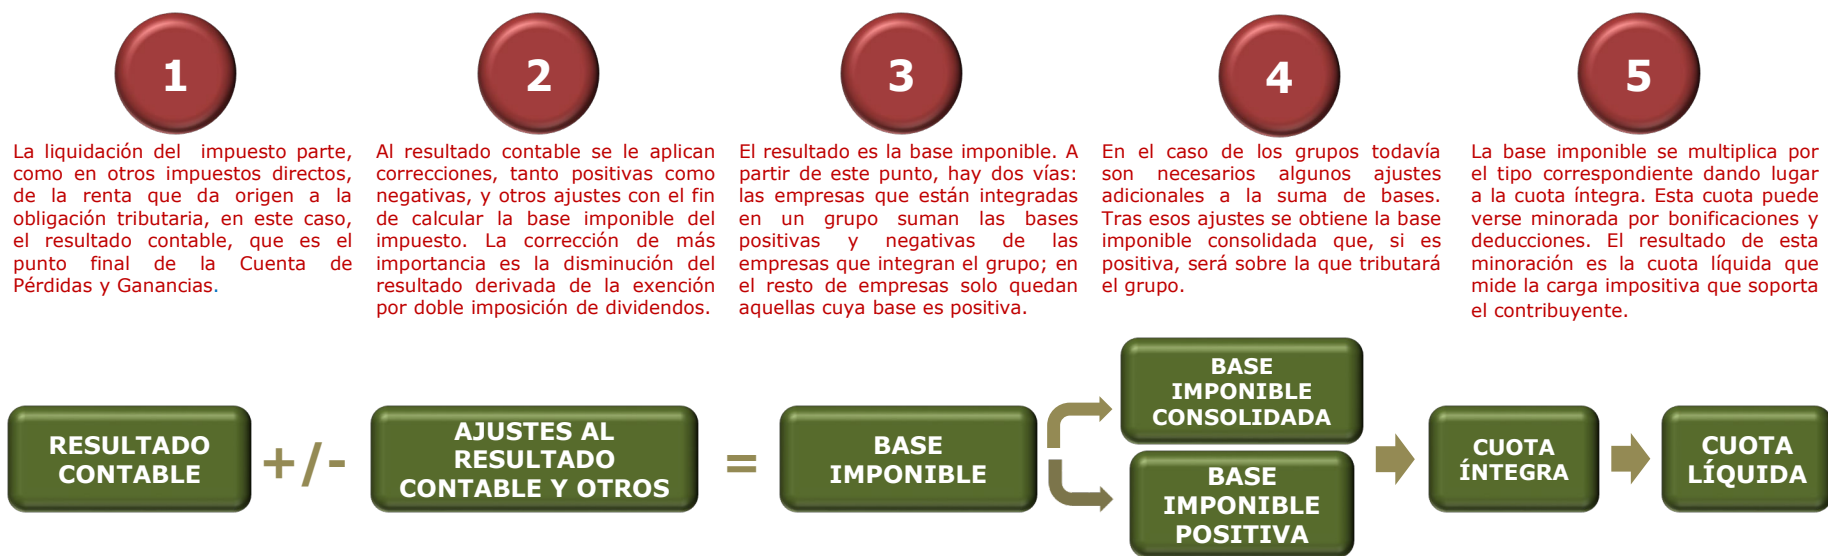 1
La liquidación del impuesto parte,
como en otros impuestos directos,
de la renta que da origen a la
obligación tributaria, en este caso,
el resultado contable, que es el
punto final de la Cuenta de
Pérdidas y Ganancias.
2
Al resultado contable se le aplican
correcciones, tanto positivas como
negativas, y otros ajustes con el fin
de calcular la base imponible del
impuesto. La corrección de más
importancia es la disminución del
resultado derivada de la exención
por doble imposición de dividendos.
3
El resultado es la base imponible. A
partir de este punto, hay dos vías:
las empresas que están integradas
en un grupo suman las bases
positivas y negativas de las
empresas que integran el grupo; en
el resto de empresas solo quedan
aquellas cuya base es positiva.
4
En el caso de los grupos todavía
son necesarios algunos ajustes
adicionales a la suma de bases.
Tras esos ajustes se obtiene la base
imponible consolidada que, si es
positiva, será sobre la que tributará
el grupo.
5
La base imponible se multiplica por
el tipo correspondiente dando lugar
a la cuota íntegra. Esta cuota puede
verse minorada por bonificaciones y
deducciones. El resultado de esta
minoración es la cuota líquida que
mide la carga impositiva que soporta
el contribuyente.
RESULTADO
CONTABLE
+/-
AJUSTES AL
RESULTADO
CONTABLE Y OTROS
=
BASE
IMPONIBLE
BASE
IMPONIBLE
CONSOLIDADA
BASE
IMPONIBLE
POSITIVA
CUOTA
ÍNTEGRA
CUOTA
LÍQUIDA